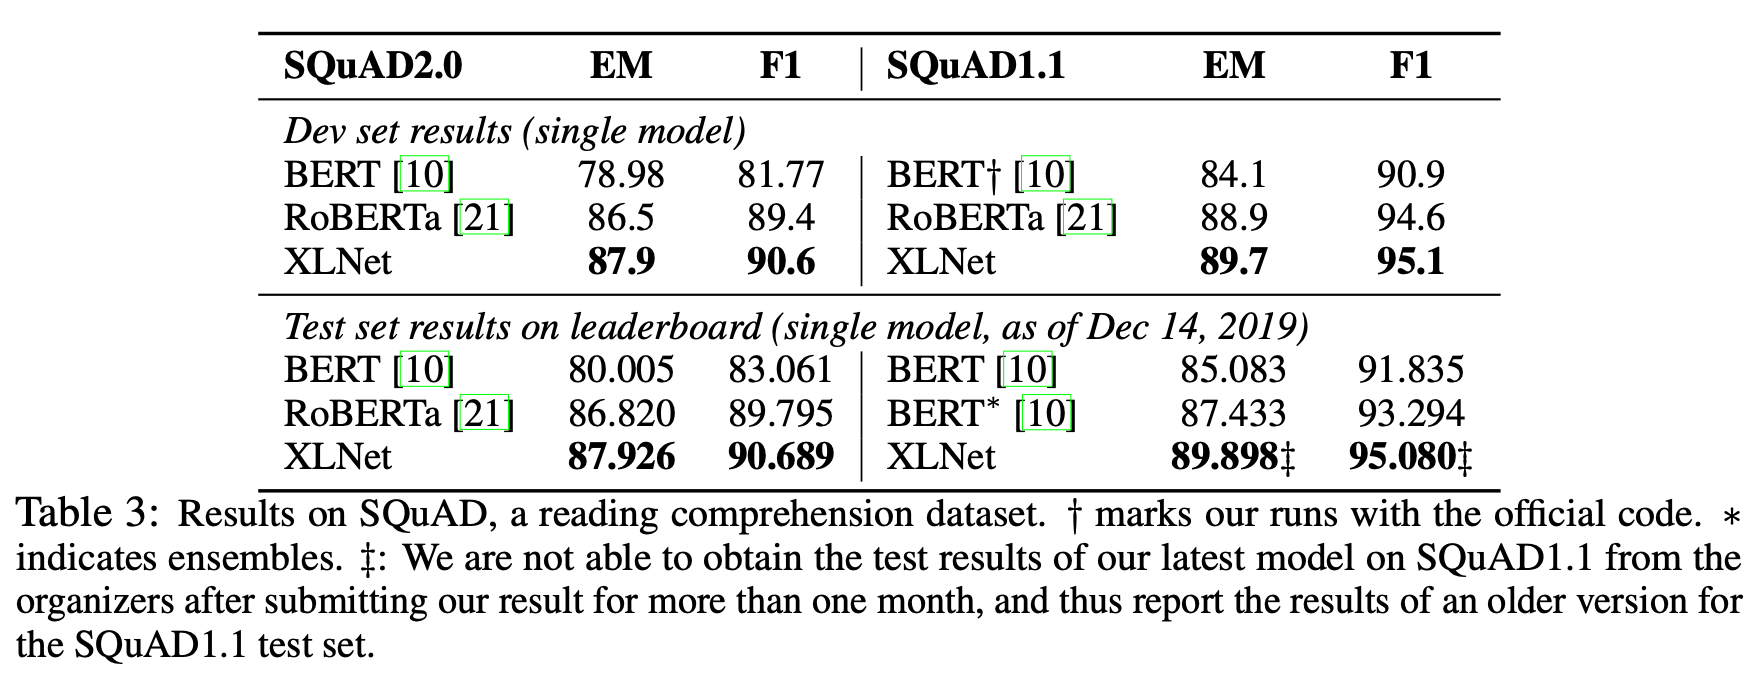 SQuAD2.0 EM F1 SQuAD1.1 EM F1
Dev set results (single model)
BERT [10] 78.98 81.77 BERT† [10] 84.1 90.9
RoBERTa [21] 86.5 89.4 RoBERTa [21] 88.9 94.6
XLNet 87.9 90.6 XLNet 89.7 95.1
Test set results on leaderboard (single model, as of Dec 14, 2019)
BERT [10] 80.005 83.061 BERT [10] 85.083 91.835
RoBERTa [21] 86.820 89.795 BERT* [10] 87.433 93.294
XLNet 87.926 90.689 XLNet 89.898‡ 95.080‡
Table 3: Results on SQuAD, a reading comprehension dataset. † marks our runs with the official code. *
indicates ensembles. ‡: We are not able to obtain the test results of our latest model on SQuAD1.1 from the
organizers after submitting our result for more than one month, and thus report the results of an older version for
the SQuAD1.1 test set.